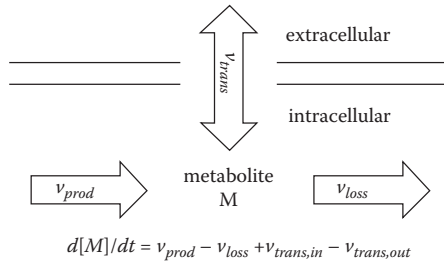 extracellular
v_trans
intracellular
v_prod
metabolite
M
v_loss
d[M]/dt = v_prod − v_loss +v_trans,in − v_trans,out